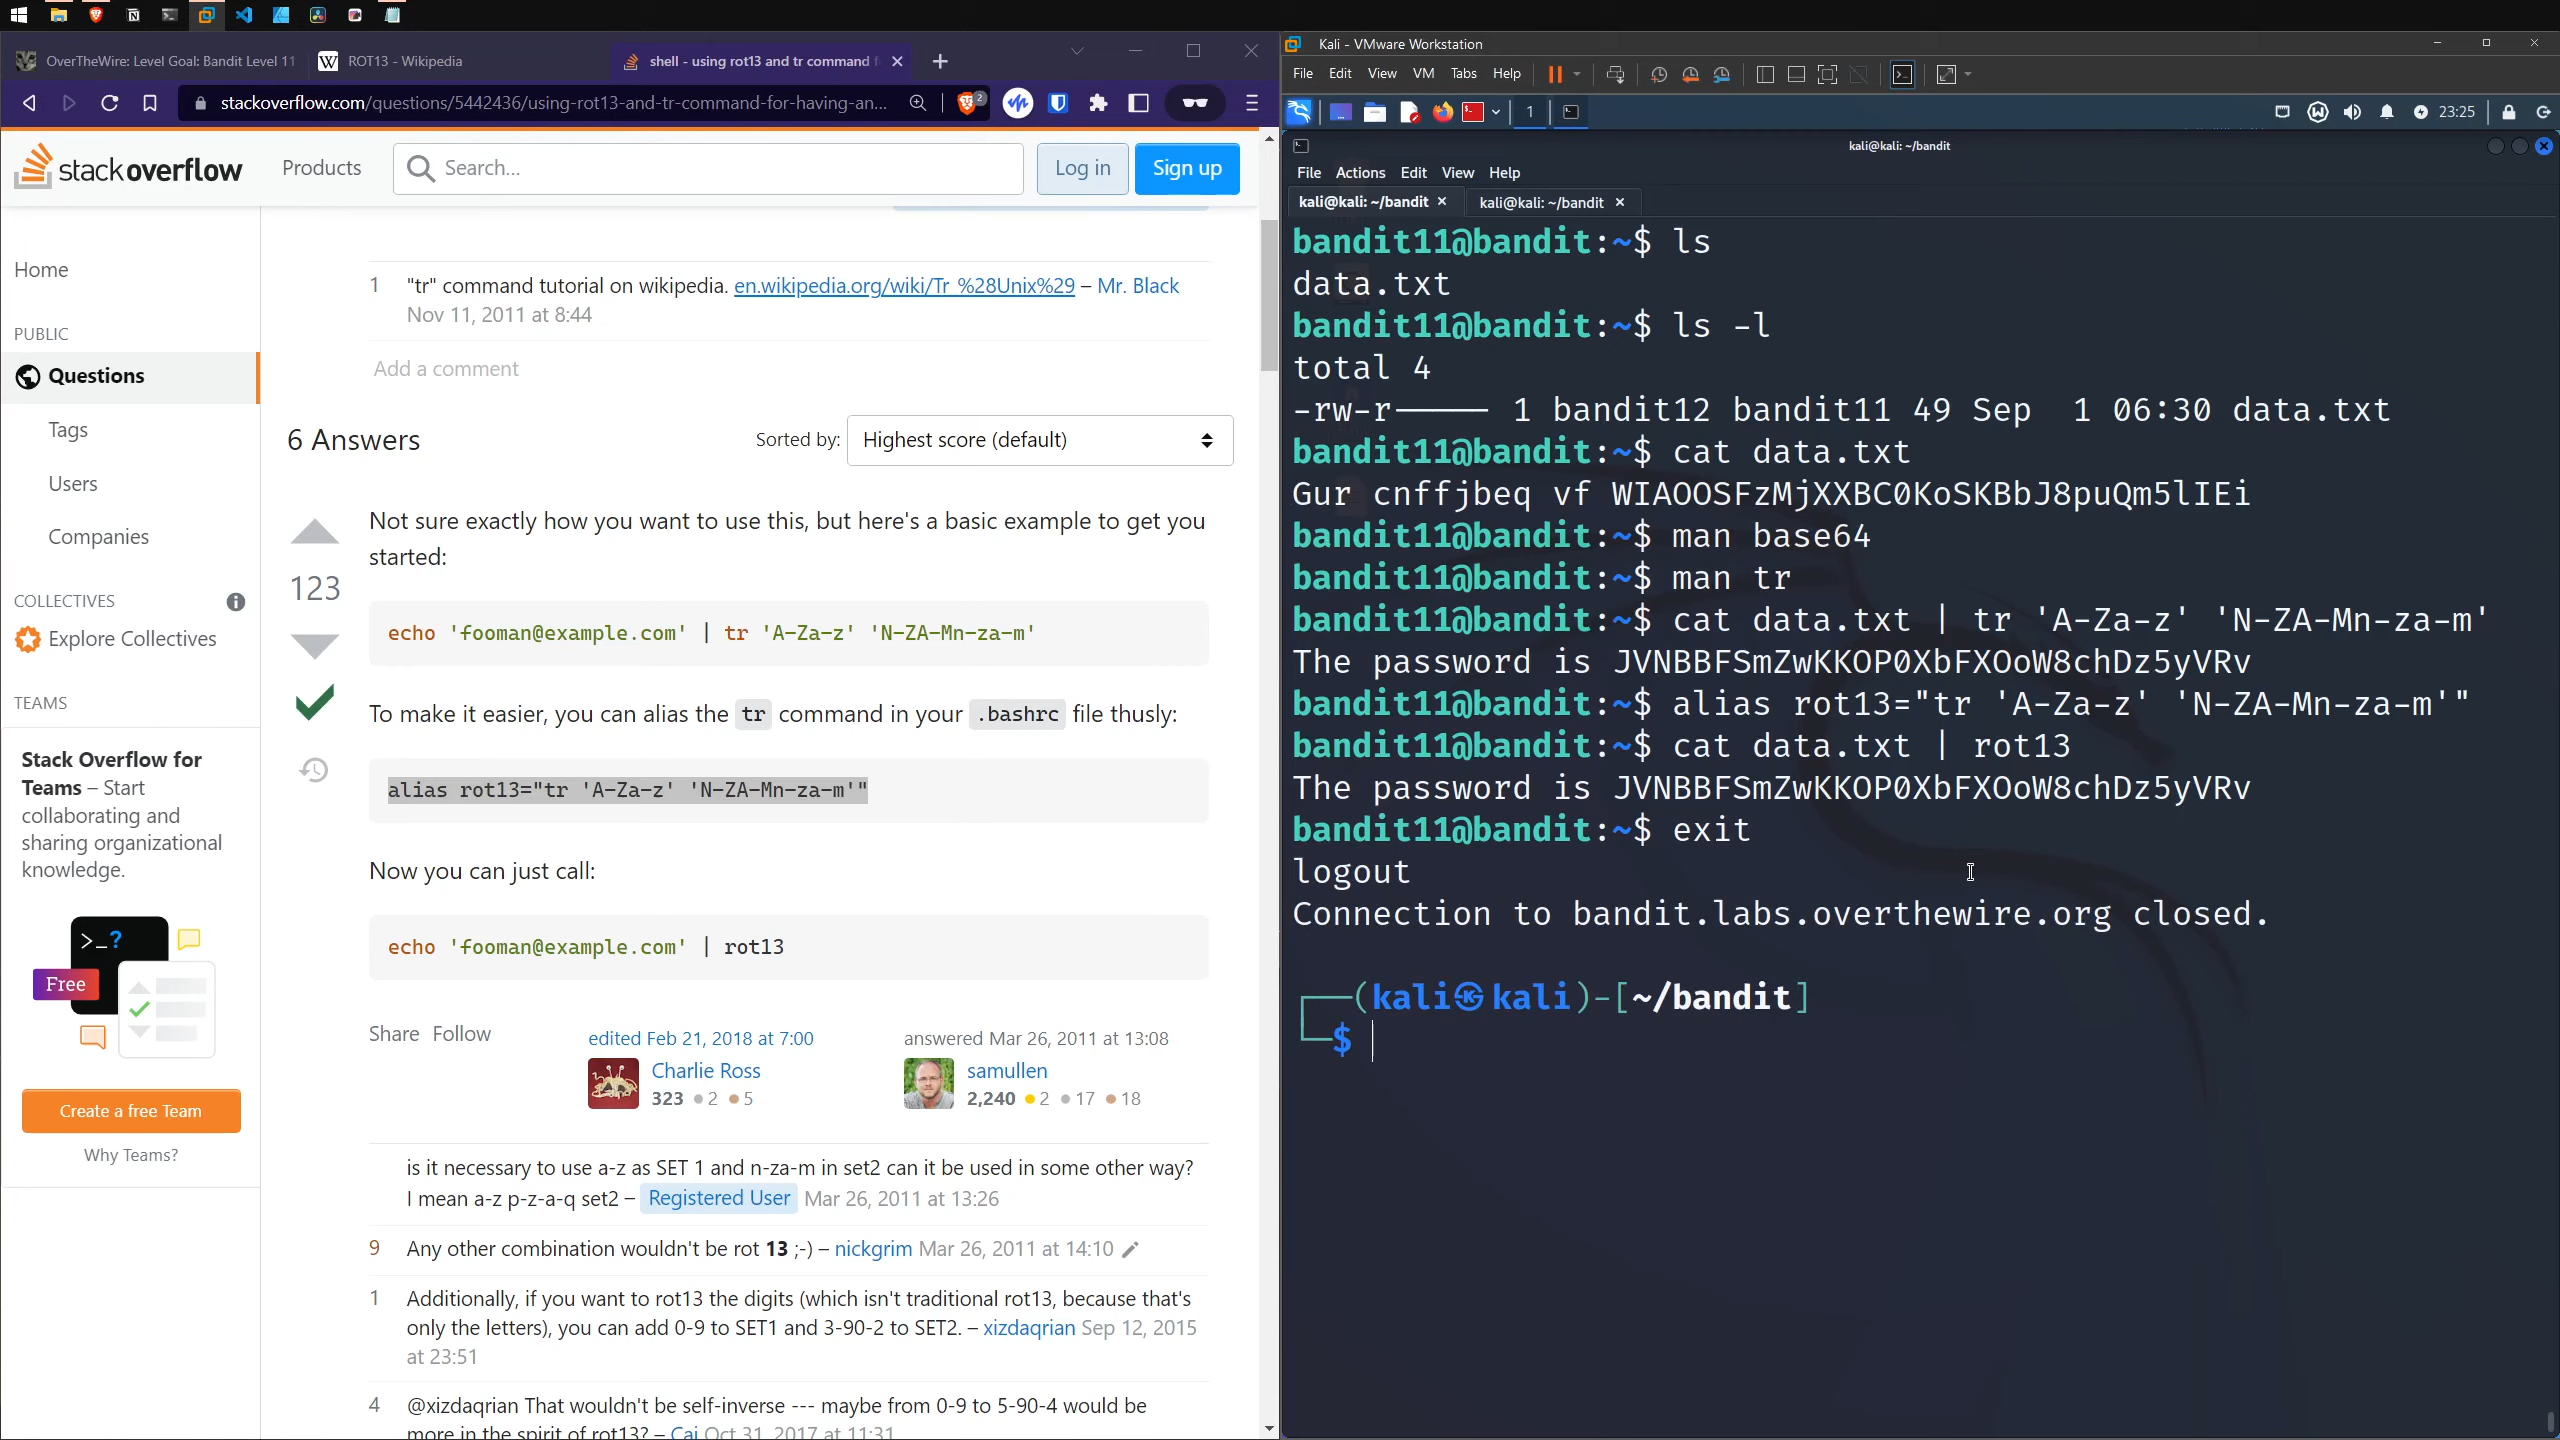 OverTheWire: Level Goal: Bandit Level 11
ROT13 - Wikipedia
shell - using rot13 and tr command f
stackoverflow.com/questions/5442436/using-rot13-and-tr-command-for-having-an...
2
stackoverflow
Products
Search...
Log in
Sign up
Home
PUBLIC
Questions
Tags
Users
Companies
COLLECTIVES
Explore Collectives
TEAMS
Stack Overflow for
Teams – Start
collaborating and
sharing organizational
knowledge.
>_?
Free
Create a free Team
Why Teams?
1
"tr" command tutorial on wikipedia. en.wikipedia.org/wiki/Tr_%28Unix%29 – Mr. Black
Nov 11, 2011 at 8:44
Add a comment
6 Answers
Sorted by:
Highest score (default)
123
Not sure exactly how you want to use this, but here's a basic example to get you
started:
echo 'fooman@example.com' | tr 'A-Za-z' 'N-ZA-Mn-za-m'
To make it easier, you can alias the tr command in your .bashrc file thusly:
alias rot13="tr 'A-Za-z' 'N-ZA-Mn-za-m'"
Now you can just call:
echo 'fooman@example.com' | rot13
Share Follow
edited Feb 21, 2018 at 7:00
Charlie Ross
323 2 5
answered Mar 26, 2011 at 13:08
samullen
2,240 2 17 18
is it necessary to use a-z as SET 1 and n-za-m in set2 can it be used in some other way?
I mean a-z p-z-a-q set2 – Registered User Mar 26, 2011 at 13:26
9
Any other combination wouldn't be rot 13 ;-) – nickgrim Mar 26, 2011 at 14:10
1
Additionally, if you want to rot13 the digits (which isn't traditional rot13, because that's
only the letters), you can add 0-9 to SET1 and 3-90-2 to SET2. – xizdaqrian Sep 12, 2015
at 23:51
4
@xizdaqrian That wouldn't be self-inverse --- maybe from 0-9 to 5-90-4 would be
more in the spirit of rot13? – Cai Oct 31, 2017 at 11:31
Kali - VMware Workstation
File Edit View VM Tabs Help
1
23:25
kali@kali: ~/bandit
File Actions Edit View Help
kali@kali: ~/bandit
kali@kali: ~/bandit
bandit11@bandit:~$ ls
data.txt
bandit11@bandit:~$ ls -l
total 4
-rw-r----- 1 bandit12 bandit11 49 Sep  1 06:30 data.txt
bandit11@bandit:~$ cat data.txt
Gur cnffjbeq vf WIAOOSFzMjXXBC0KoSKBbJ8puQm5lIEi
bandit11@bandit:~$ man base64
bandit11@bandit:~$ man tr
bandit11@bandit:~$ cat data.txt | tr 'A-Za-z' 'N-ZA-Mn-za-m'
The password is JVNBBFSmZwKKOP0XbFXOoW8chDz5yVRv
bandit11@bandit:~$ alias rot13="tr 'A-Za-z' 'N-ZA-Mn-za-m'"
bandit11@bandit:~$ cat data.txt | rot13
The password is JVNBBFSmZwKKOP0XbFXOoW8chDz5yVRv
bandit11@bandit:~$ exit
logout
Connection to bandit.labs.overthewire.org closed.
┌──(kali㉿kali)-[~/bandit]
└─$